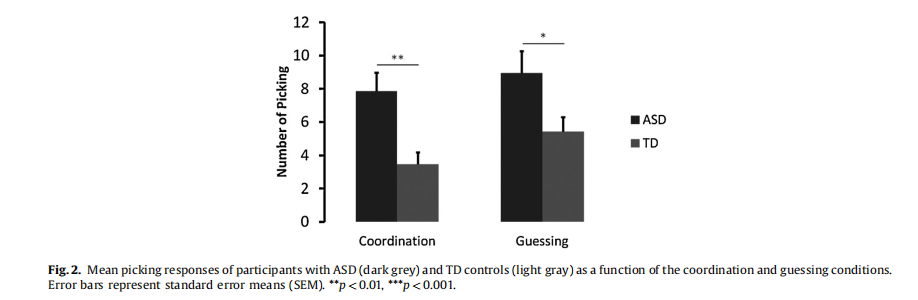 12
10
8
6
4
2
0
Number of Picking
**
*
Coordination
Guessing
ASD
TD
Fig. 2. Mean picking responses of participants with ASD (dark grey) and TD controls (light gray) as a function of the coordination and guessing conditions.
Error bars represent standard error means (SEM). **p < 0.01, ***p < 0.001.